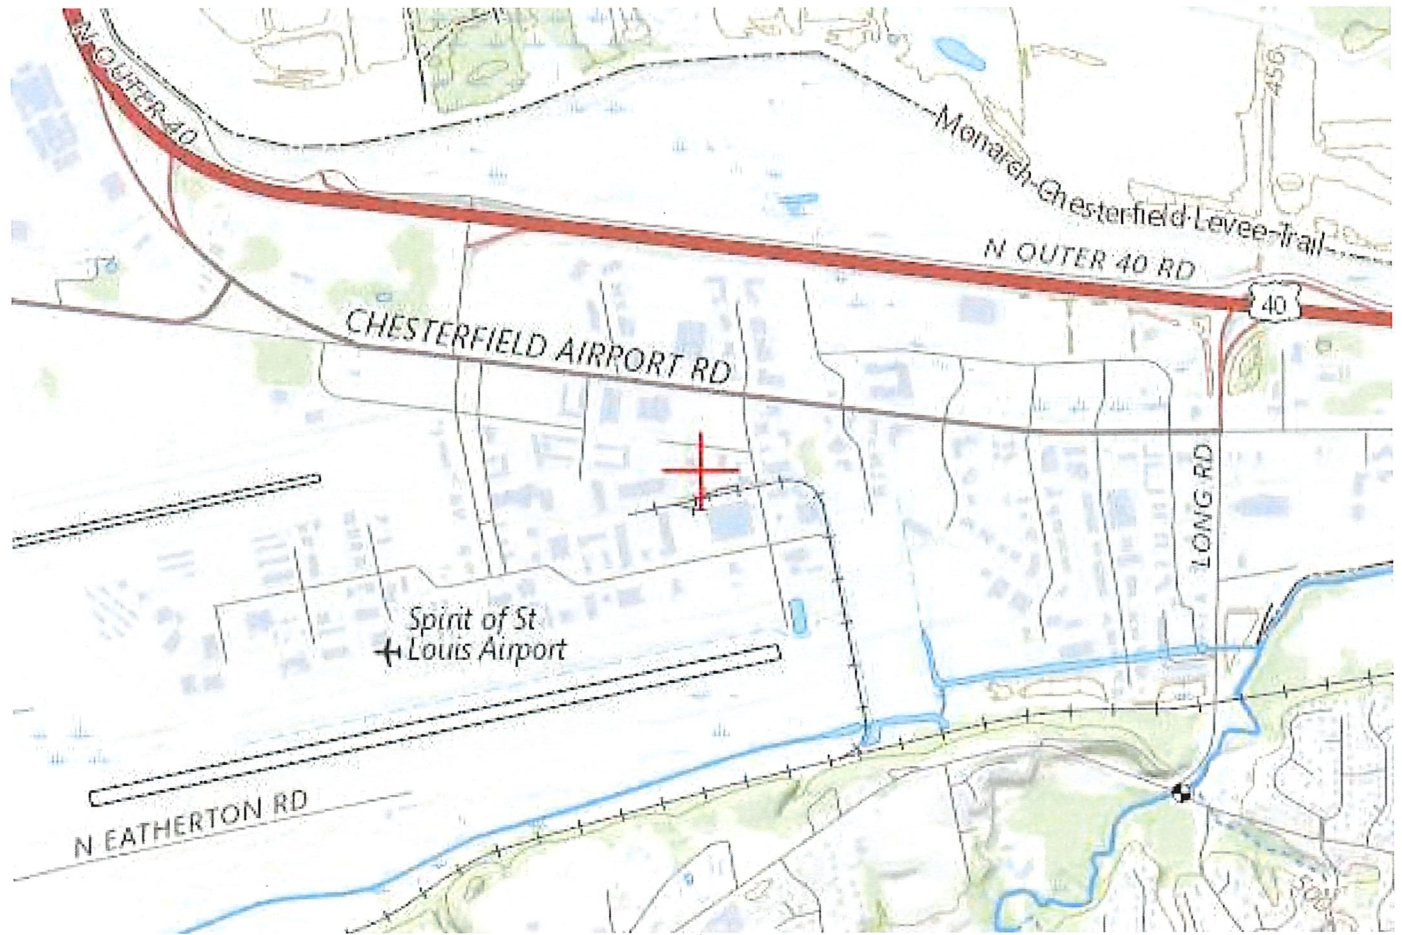 N OUTER 40
456
Monarch-Chesterfield Levee Trail
N OUTER 40 RD
40
CHESTERFIELD AIRPORT RD
LONG RD
Spirit of St
Louis Airport
N EATHERTON RD